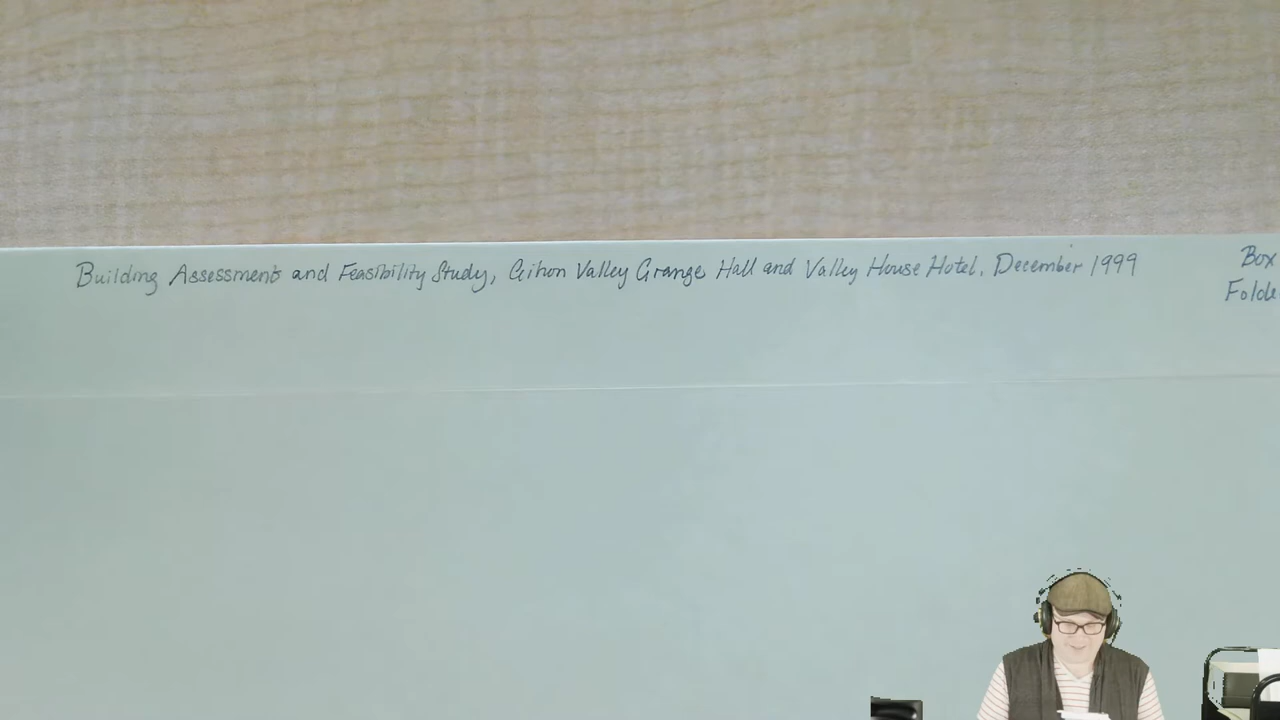 Building Assessment and Feasibility Study, Gihon Valley Grange Hall and Valley House Hotel, December 1999
Box
Folde